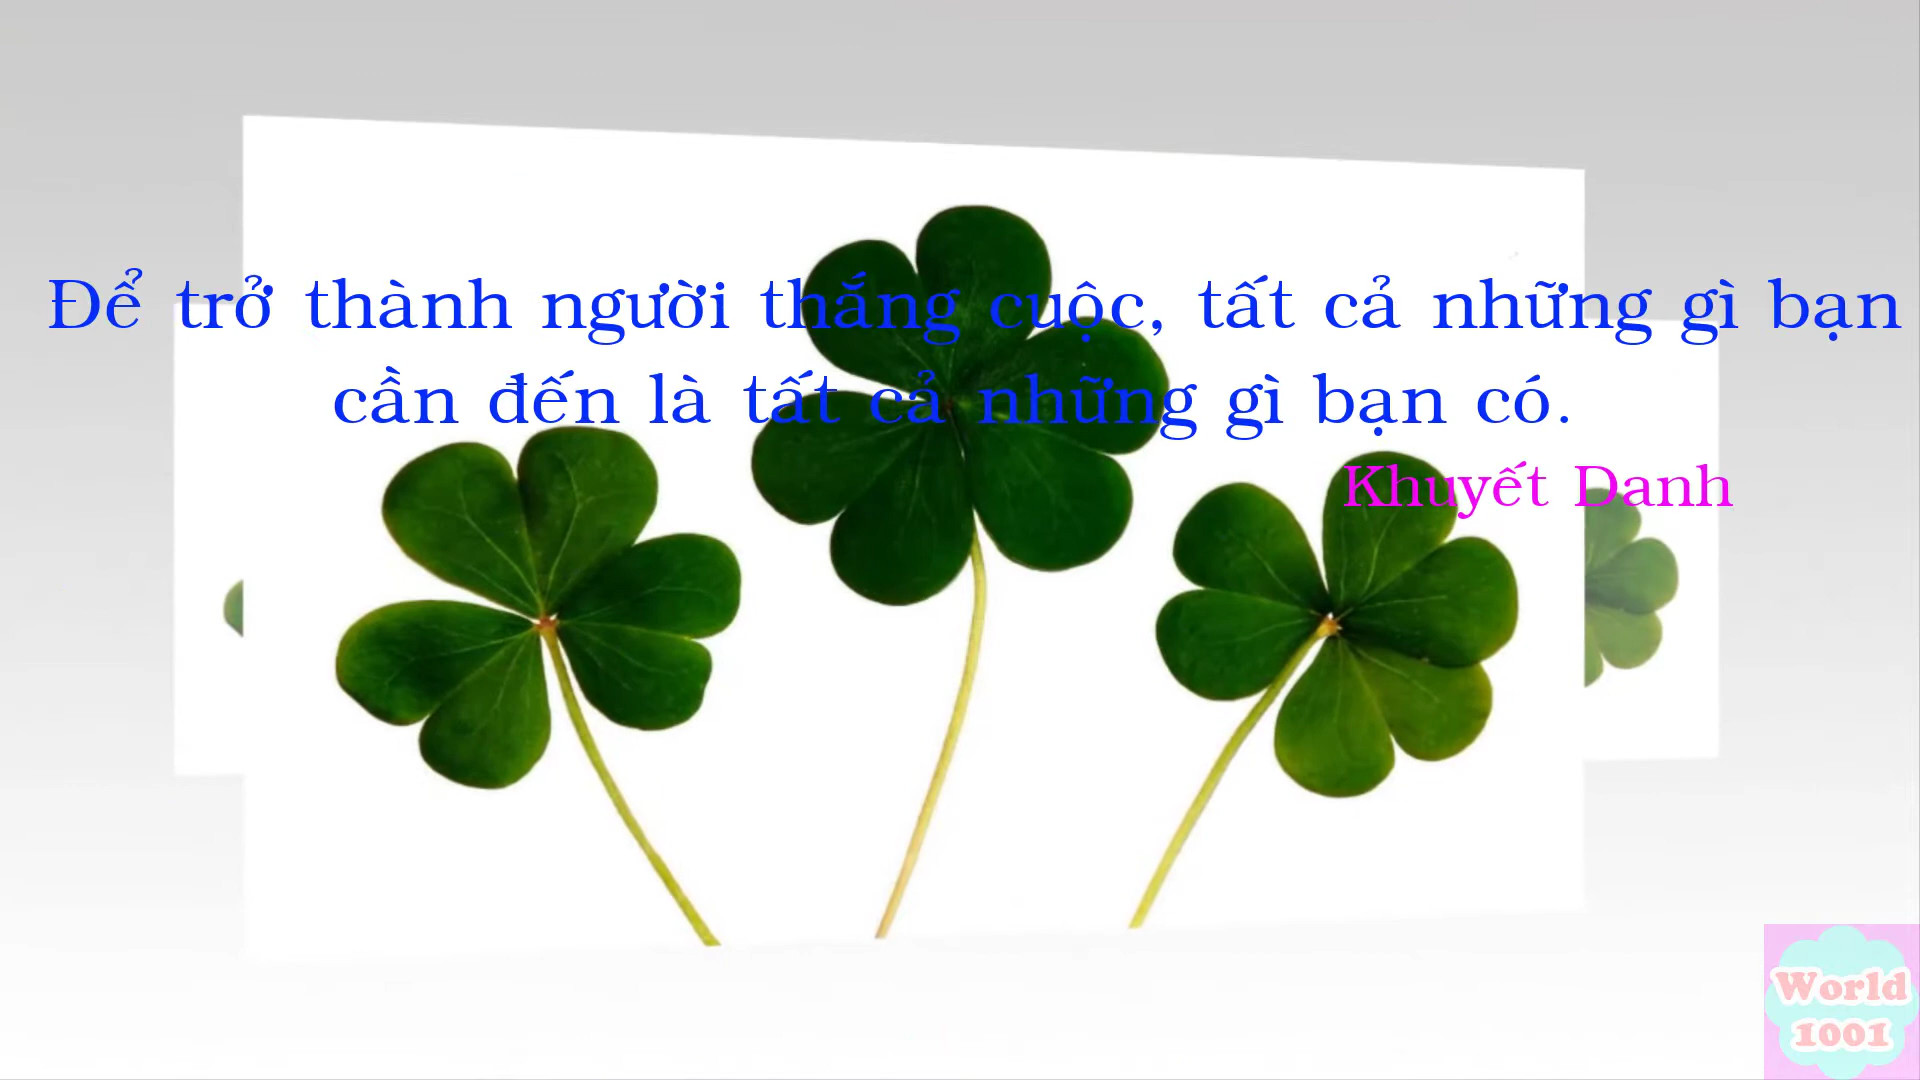 Để trở thành người thắng cuộc, tất cả những gì bạn
cần đến là tất cả những gì bạn có.
Khuyết Danh
World
1001